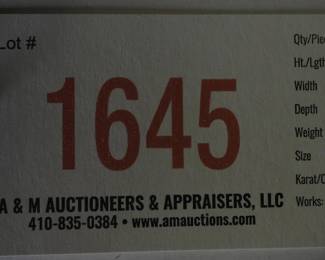 Lot #
1645
A & M AUCTIONEERS & APPRAISERS, LLC
410-835-0384 • www.amauctions.com
Qty/Pie
Ht./Lgth
Width
Depth
Weight
Size
Karat/C
Works: